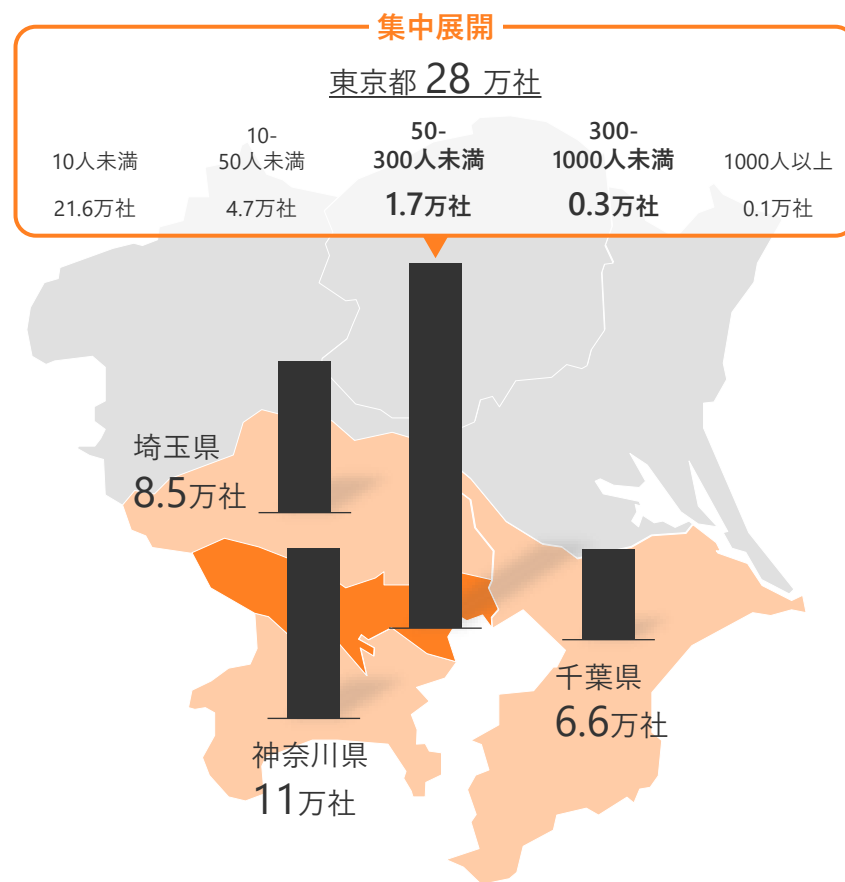 集中展開
東京都 28 万社
10人未満
21.6万社
10-
50人未満
4.7万社
50-
300人未満
1.7万社
300-
1000人未満
0.3万社
1000人以上
0.1万社
埼玉県
8.5万社
神奈川県
11万社
千葉県
6.6万社